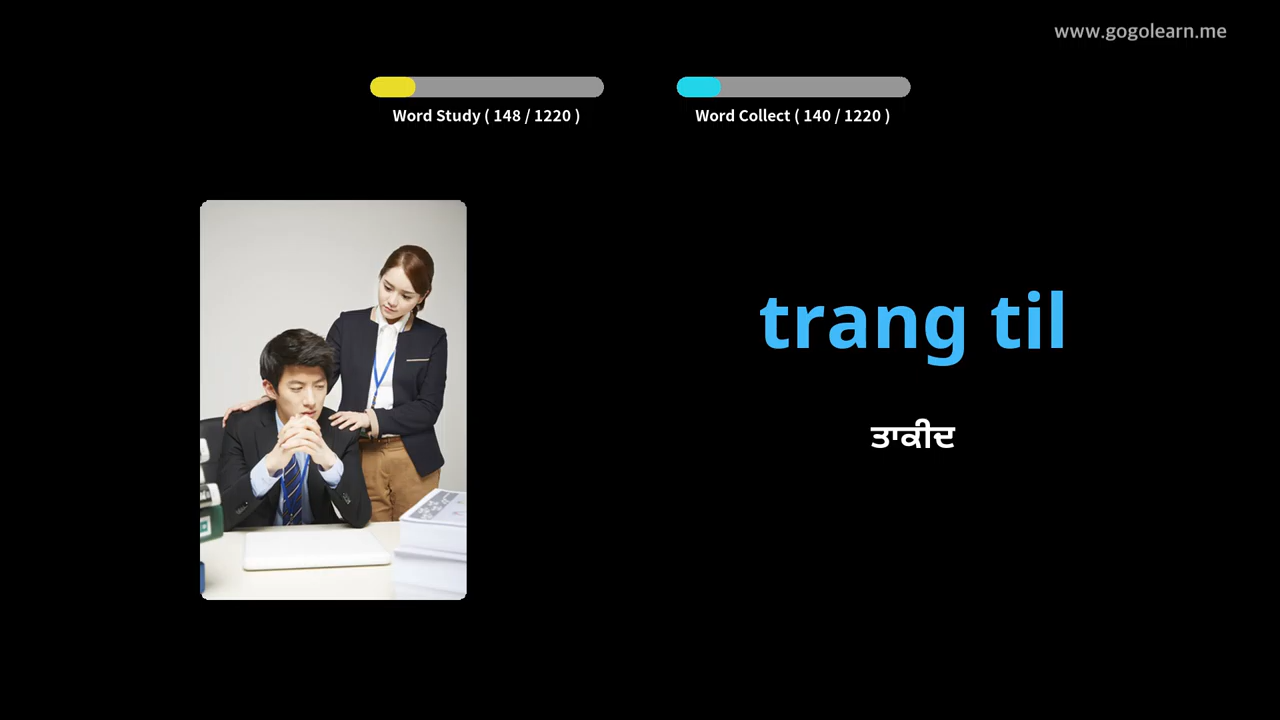 www.gogolearn.me
Word Study ( 148 / 1220 )
Word Collect ( 140 / 1220 )
trang til
ਤਾਕੀਦ